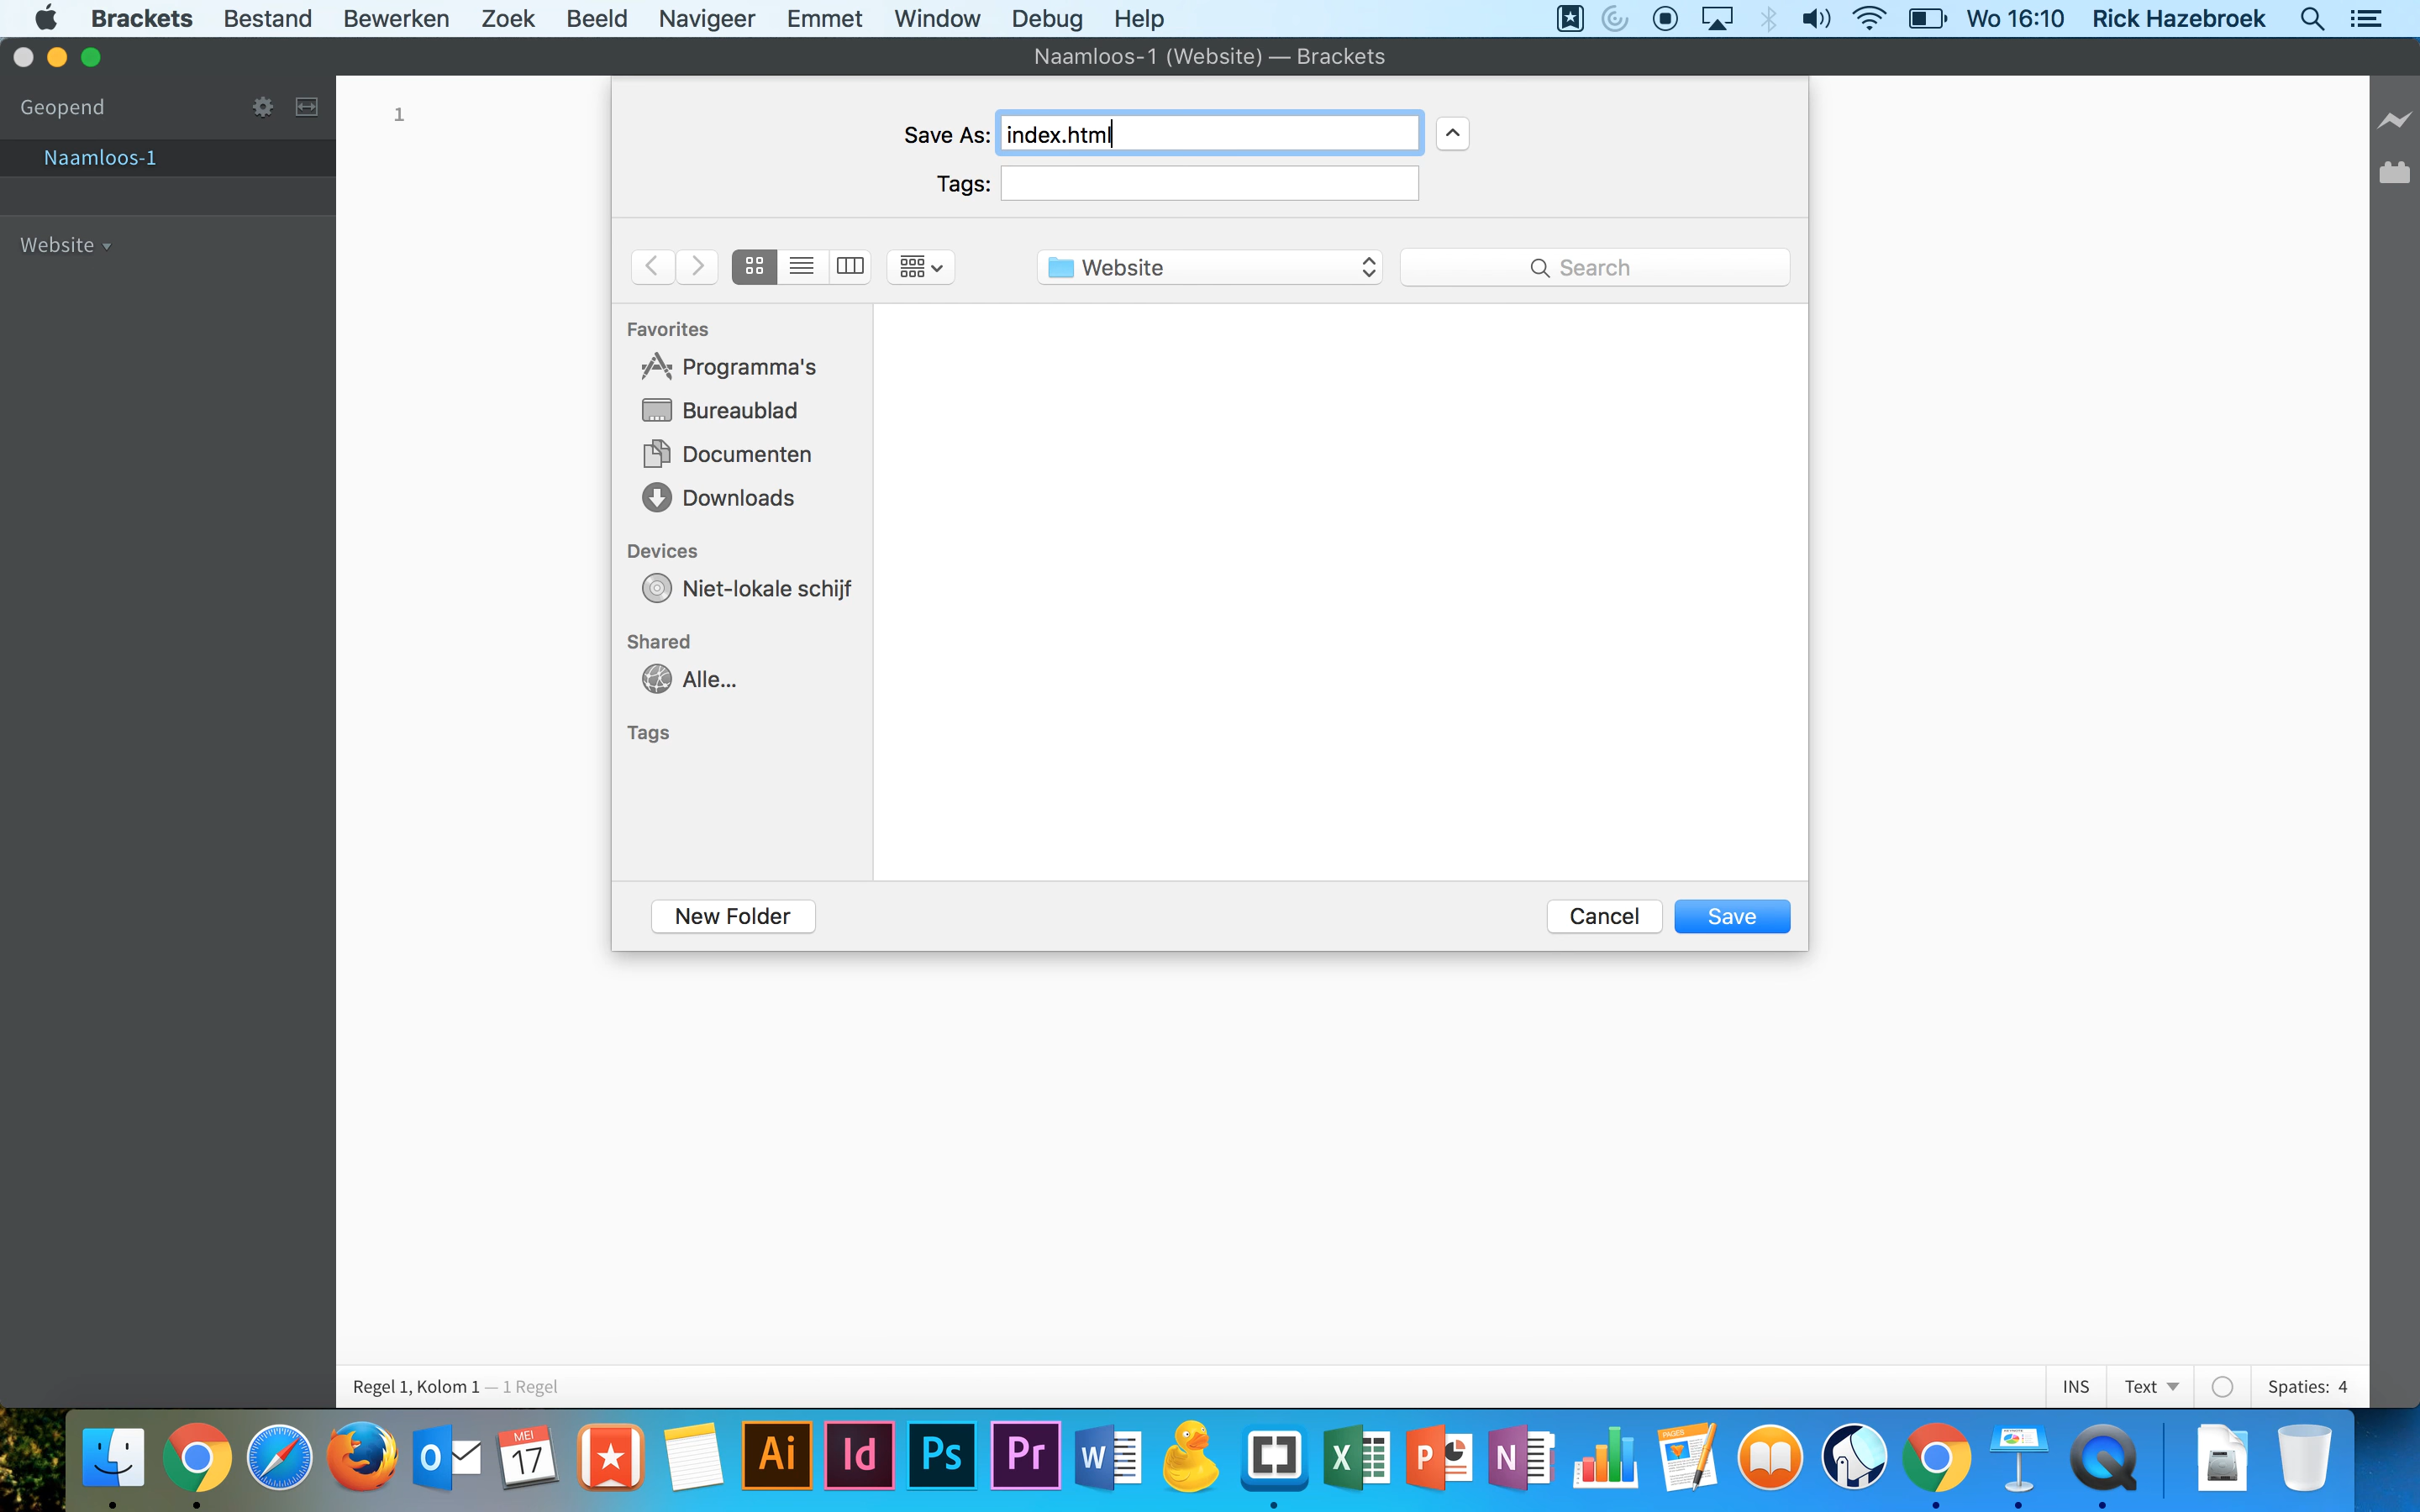 Brackets Bestand Bewerken Zoek Beeld Navigeer Emmet Window Debug Help Wo 16:10 Rick Hazebroek
Naamloos-1 (Website) — Brackets
Geopend
Naamloos-1
Website
1
Save As: index.html
Tags:
Website
Search
Favorites
Programma's
Bureaublad
Documenten
Downloads
Devices
Niet-lokale schijf
Shared
Alle...
Tags
New Folder Cancel Save
Regel 1, Kolom 1 — 1 Regel INS Text Spaties: 4
MEI
17
Ai Id Ps Pr W X P N
O
PAGES